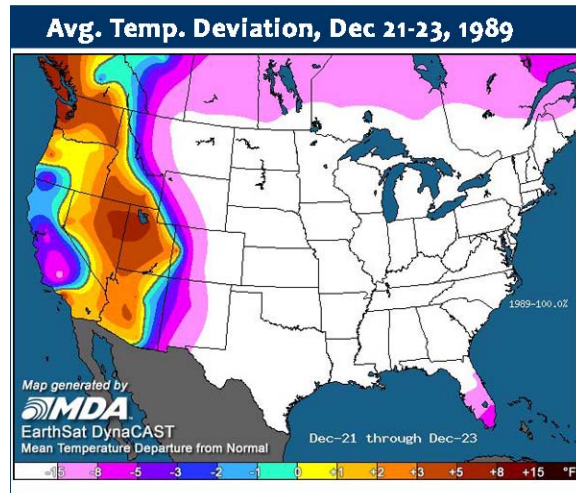 Avg. Temp. Deviation, Dec 21-23, 1989
1989-100.0%
Map generated by
MDA
EarthSat DynaCAST
Mean Temperature Departure from Normal
Dec-21 through Dec-23
-15 -8 -5 -3 -2 -1 0 +1 +2 +3 +5 +8 +15 °F